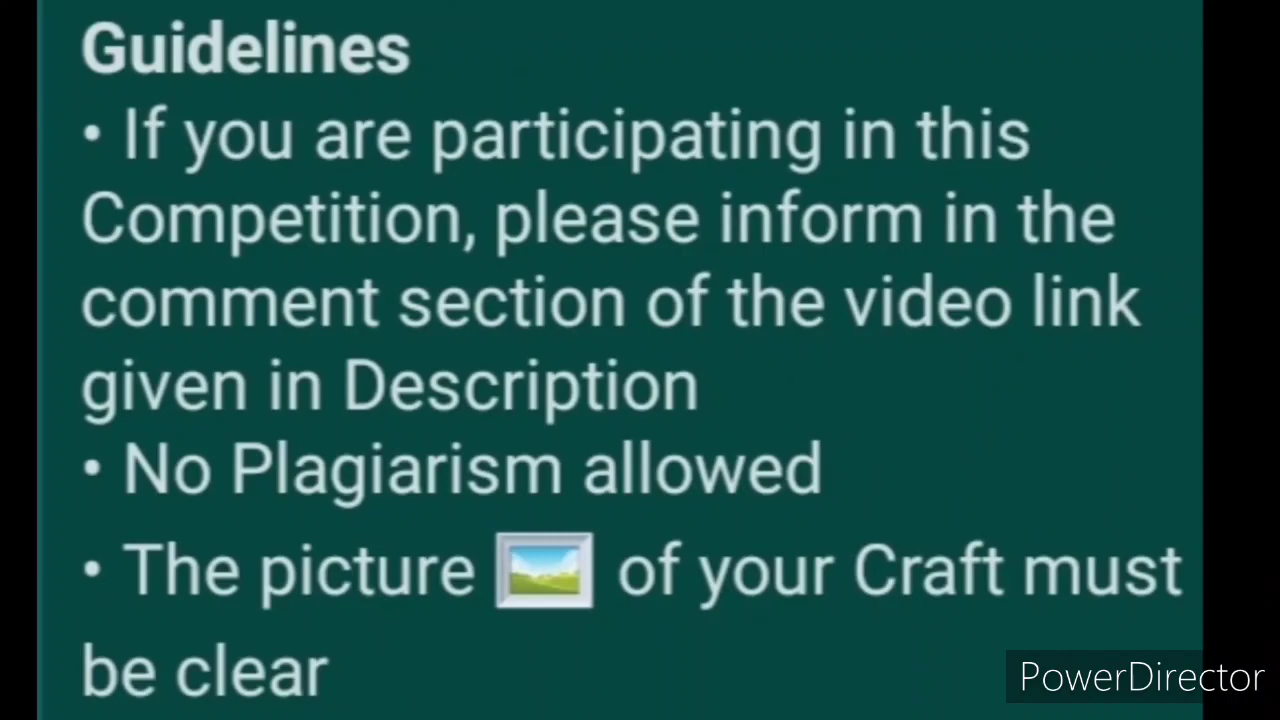 Guidelines
• If you are participating in this
Competition, please inform in the
comment section of the video link
given in Description
• No Plagiarism allowed
• The picture 🖼️ of your Craft must
be clear
PowerDirector